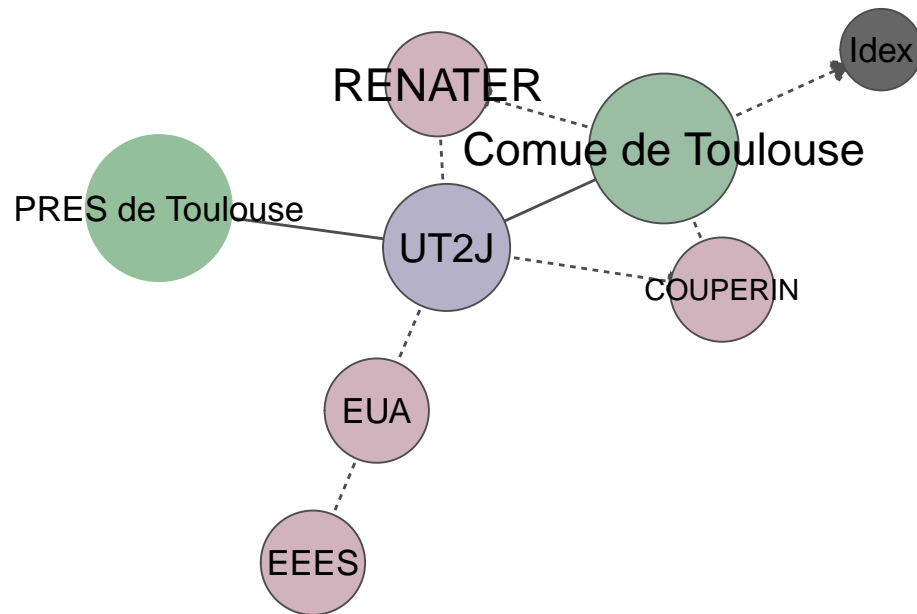 Idex
RENATER
Comue de Toulouse
PRES de Toulouse
UT2J
COUPERIN
EUA
EEES